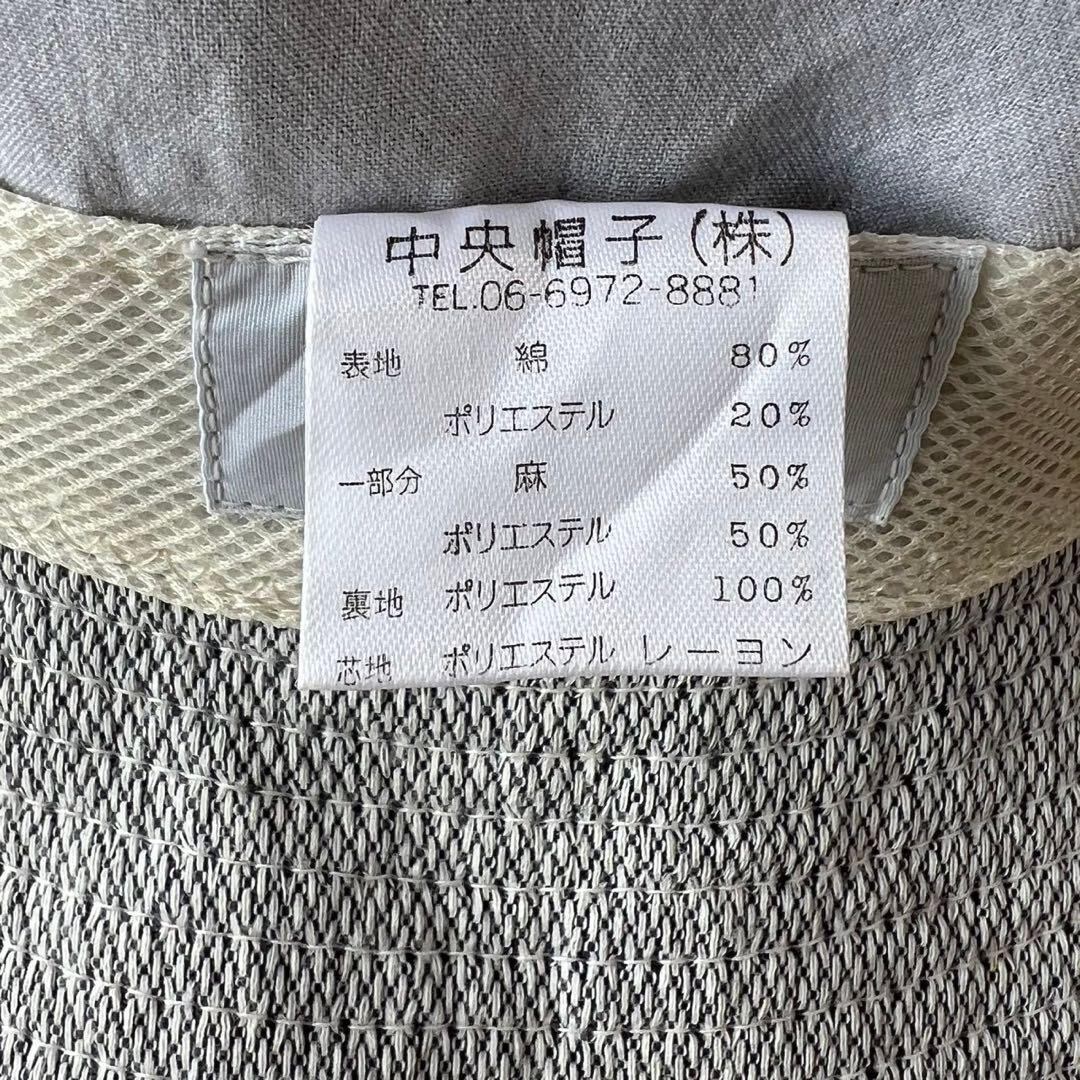 中央帽子(株)
TEL.06-6972-8881
表地 綿 80%
ポリエステル 20%
一部分 麻 50%
ポリエステル 50%
裏地 ポリエステル 100%
芯地 ポリエステル レーヨン